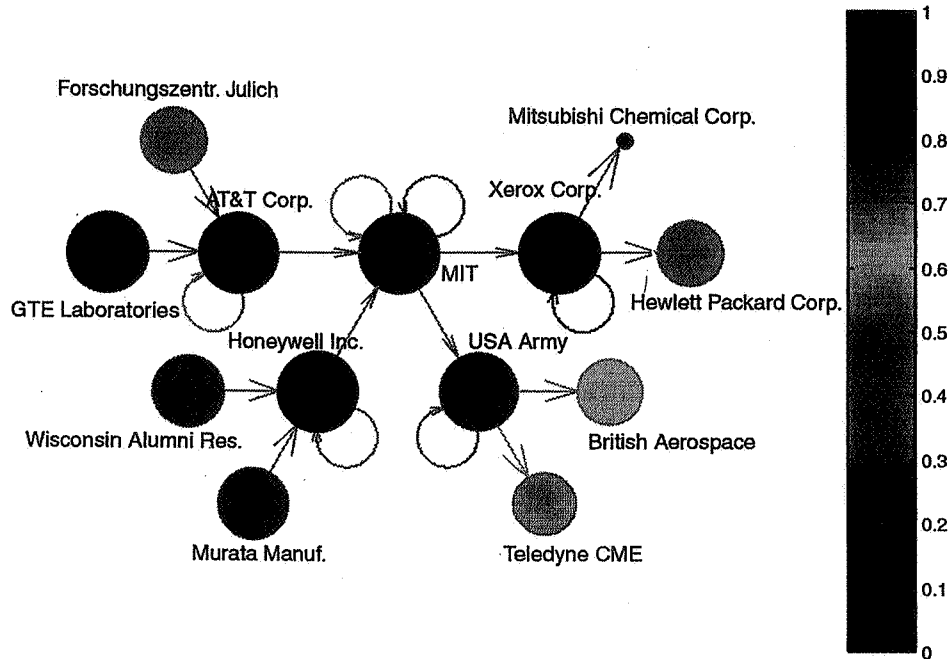 Forschungszentr. Julich
Mitsubishi Chemical Corp.
AT&T Corp.
Xerox Corp.
MIT
GTE Laboratories
Hewlett Packard Corp.
Honeywell Inc.
USA Army
Wisconsin Alumni Res.
British Aerospace
Murata Manuf.
Teledyne CME
1
0.9
0.8
0.7
0.6
0.5
0.4
0.3
0.2
0.1
0